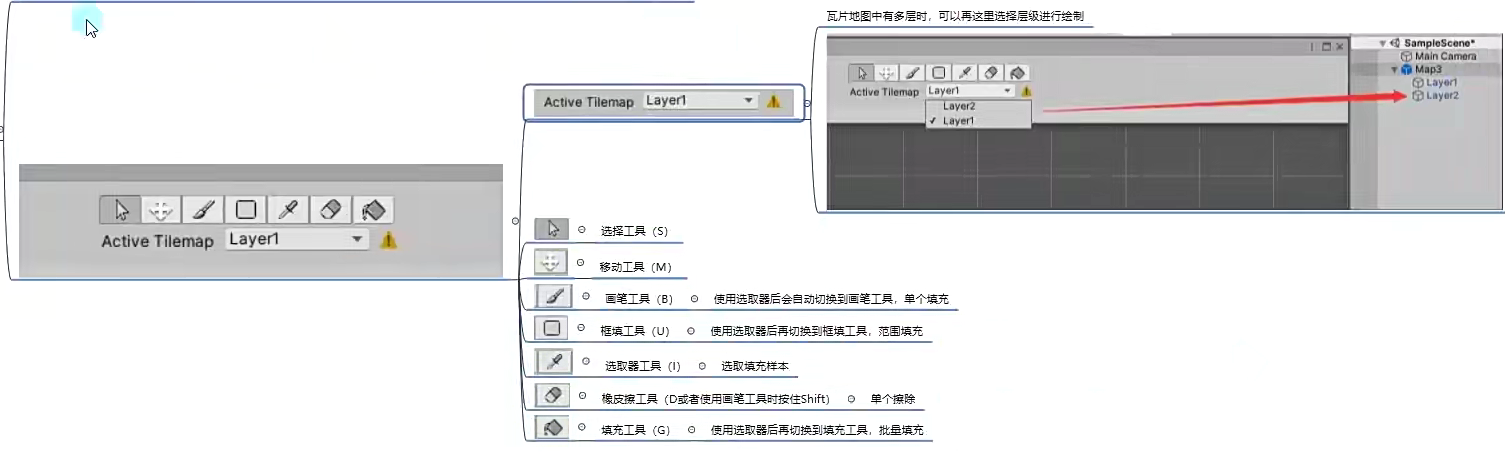 瓦片地图中有多层时，可以再这里选择层级进行绘制
SampleScene*
Main Camera
Map3
Layer1
Layer2
Active Tilemap Layer1
Layer2
✓ Layer1
Active Tilemap Layer1
Active Tilemap Layer1
选择工具（S）
移动工具（M）
画笔工具（B） 使用选取器后会自动切换到画笔工具，单个填充
框填工具（U） 使用选取器后再切换到框填工具，范围填充
选取器工具（I） 选取填充样本
橡皮擦工具（D或者使用画笔工具时按住Shift） 单个擦除
填充工具（G） 使用选取器后再切换到填充工具，批量填充